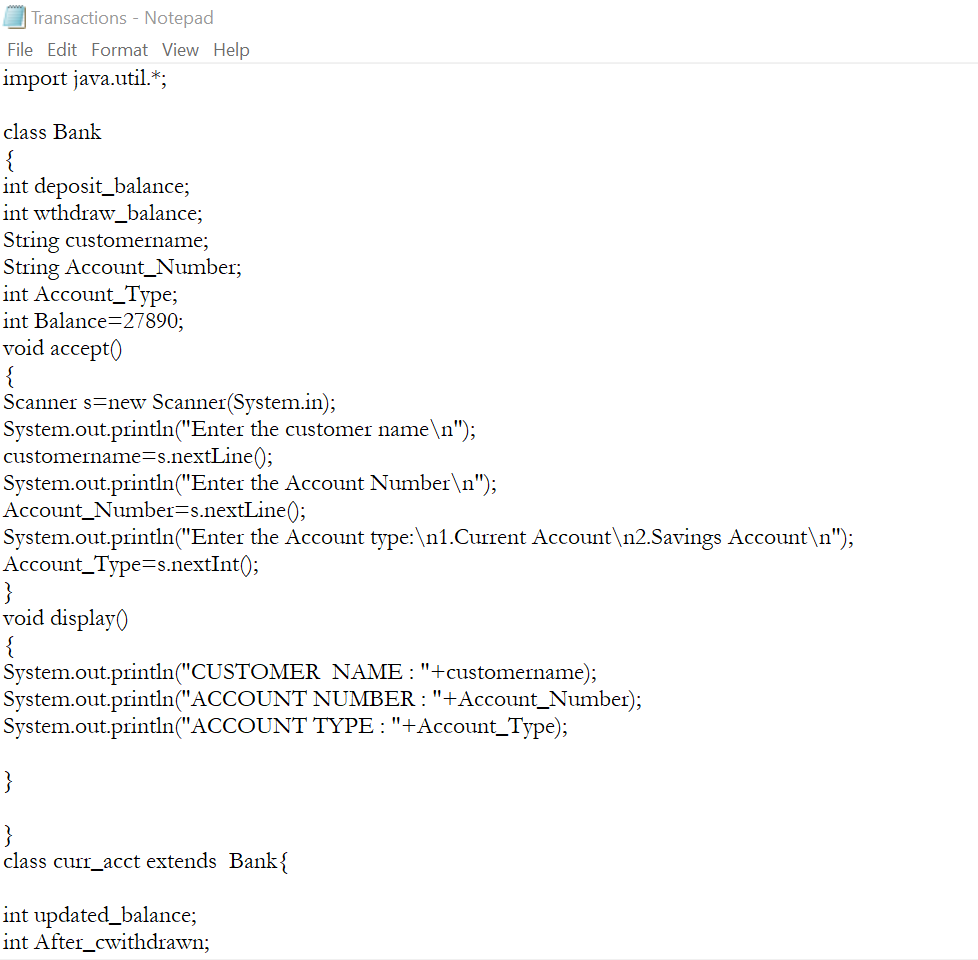 Transactions - Notepad
File Edit Format View Help
import java.util.*;
class Bank
{
int deposit_balance;
int wthdraw_balance;
String customername;
String Account_Number;
int Account_Type;
int Balance=27890;
void accept()
{
Scanner s=new Scanner(System.in);
System.out.println("Enter the customer name\n");
customername=s.nextLine();
System.out.println("Enter the Account Number\n");
Account_Number=s.nextLine();
System.out.println("Enter the Account type:\n1.Current Account\n2.Savings Account\n");
Account_Type=s.nextInt();
}
void display()
{
System.out.println("CUSTOMER  NAME : "+customername);
System.out.println("ACCOUNT NUMBER : "+Account_Number);
System.out.println("ACCOUNT TYPE : "+Account_Type);
}
}
class curr_acct extends  Bank{
int updated_balance;
int After_cwithdrawn;